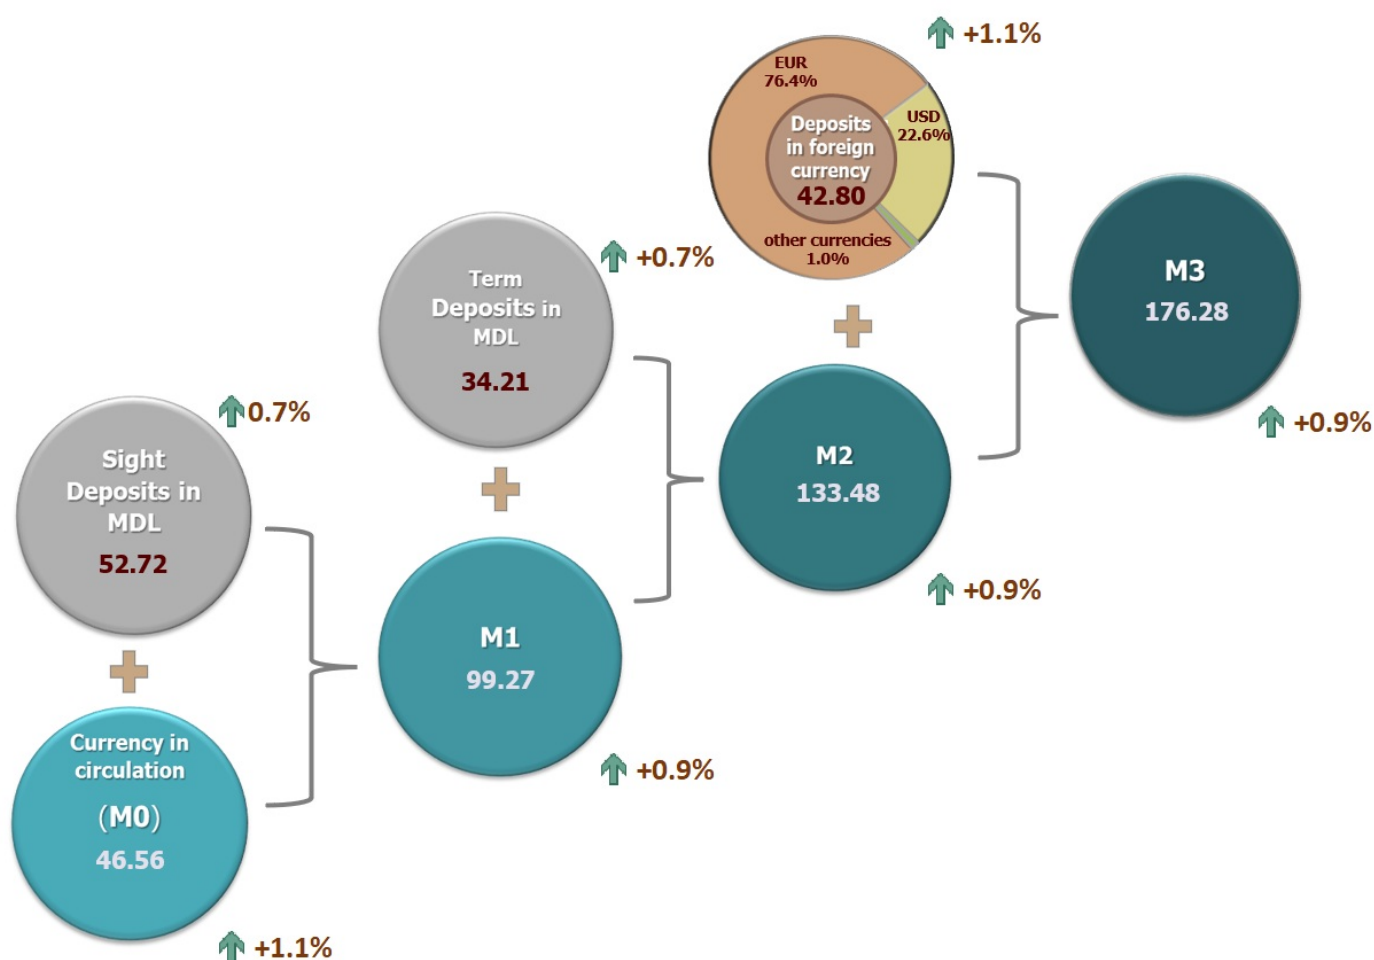 +1.1%
EUR
76.4%
USD
22.6%
Deposits
in foreign
currency
42.80
other currencies
1.0%
Term
Deposits in
MDL
34.21
+0.7%
M3
176.28
+0.9%
Sight
Deposits in
MDL
52.72
0.7%
M2
133.48
+0.9%
M1
99.27
+0.9%
Currency in
circulation
(M0)
46.56
+1.1%